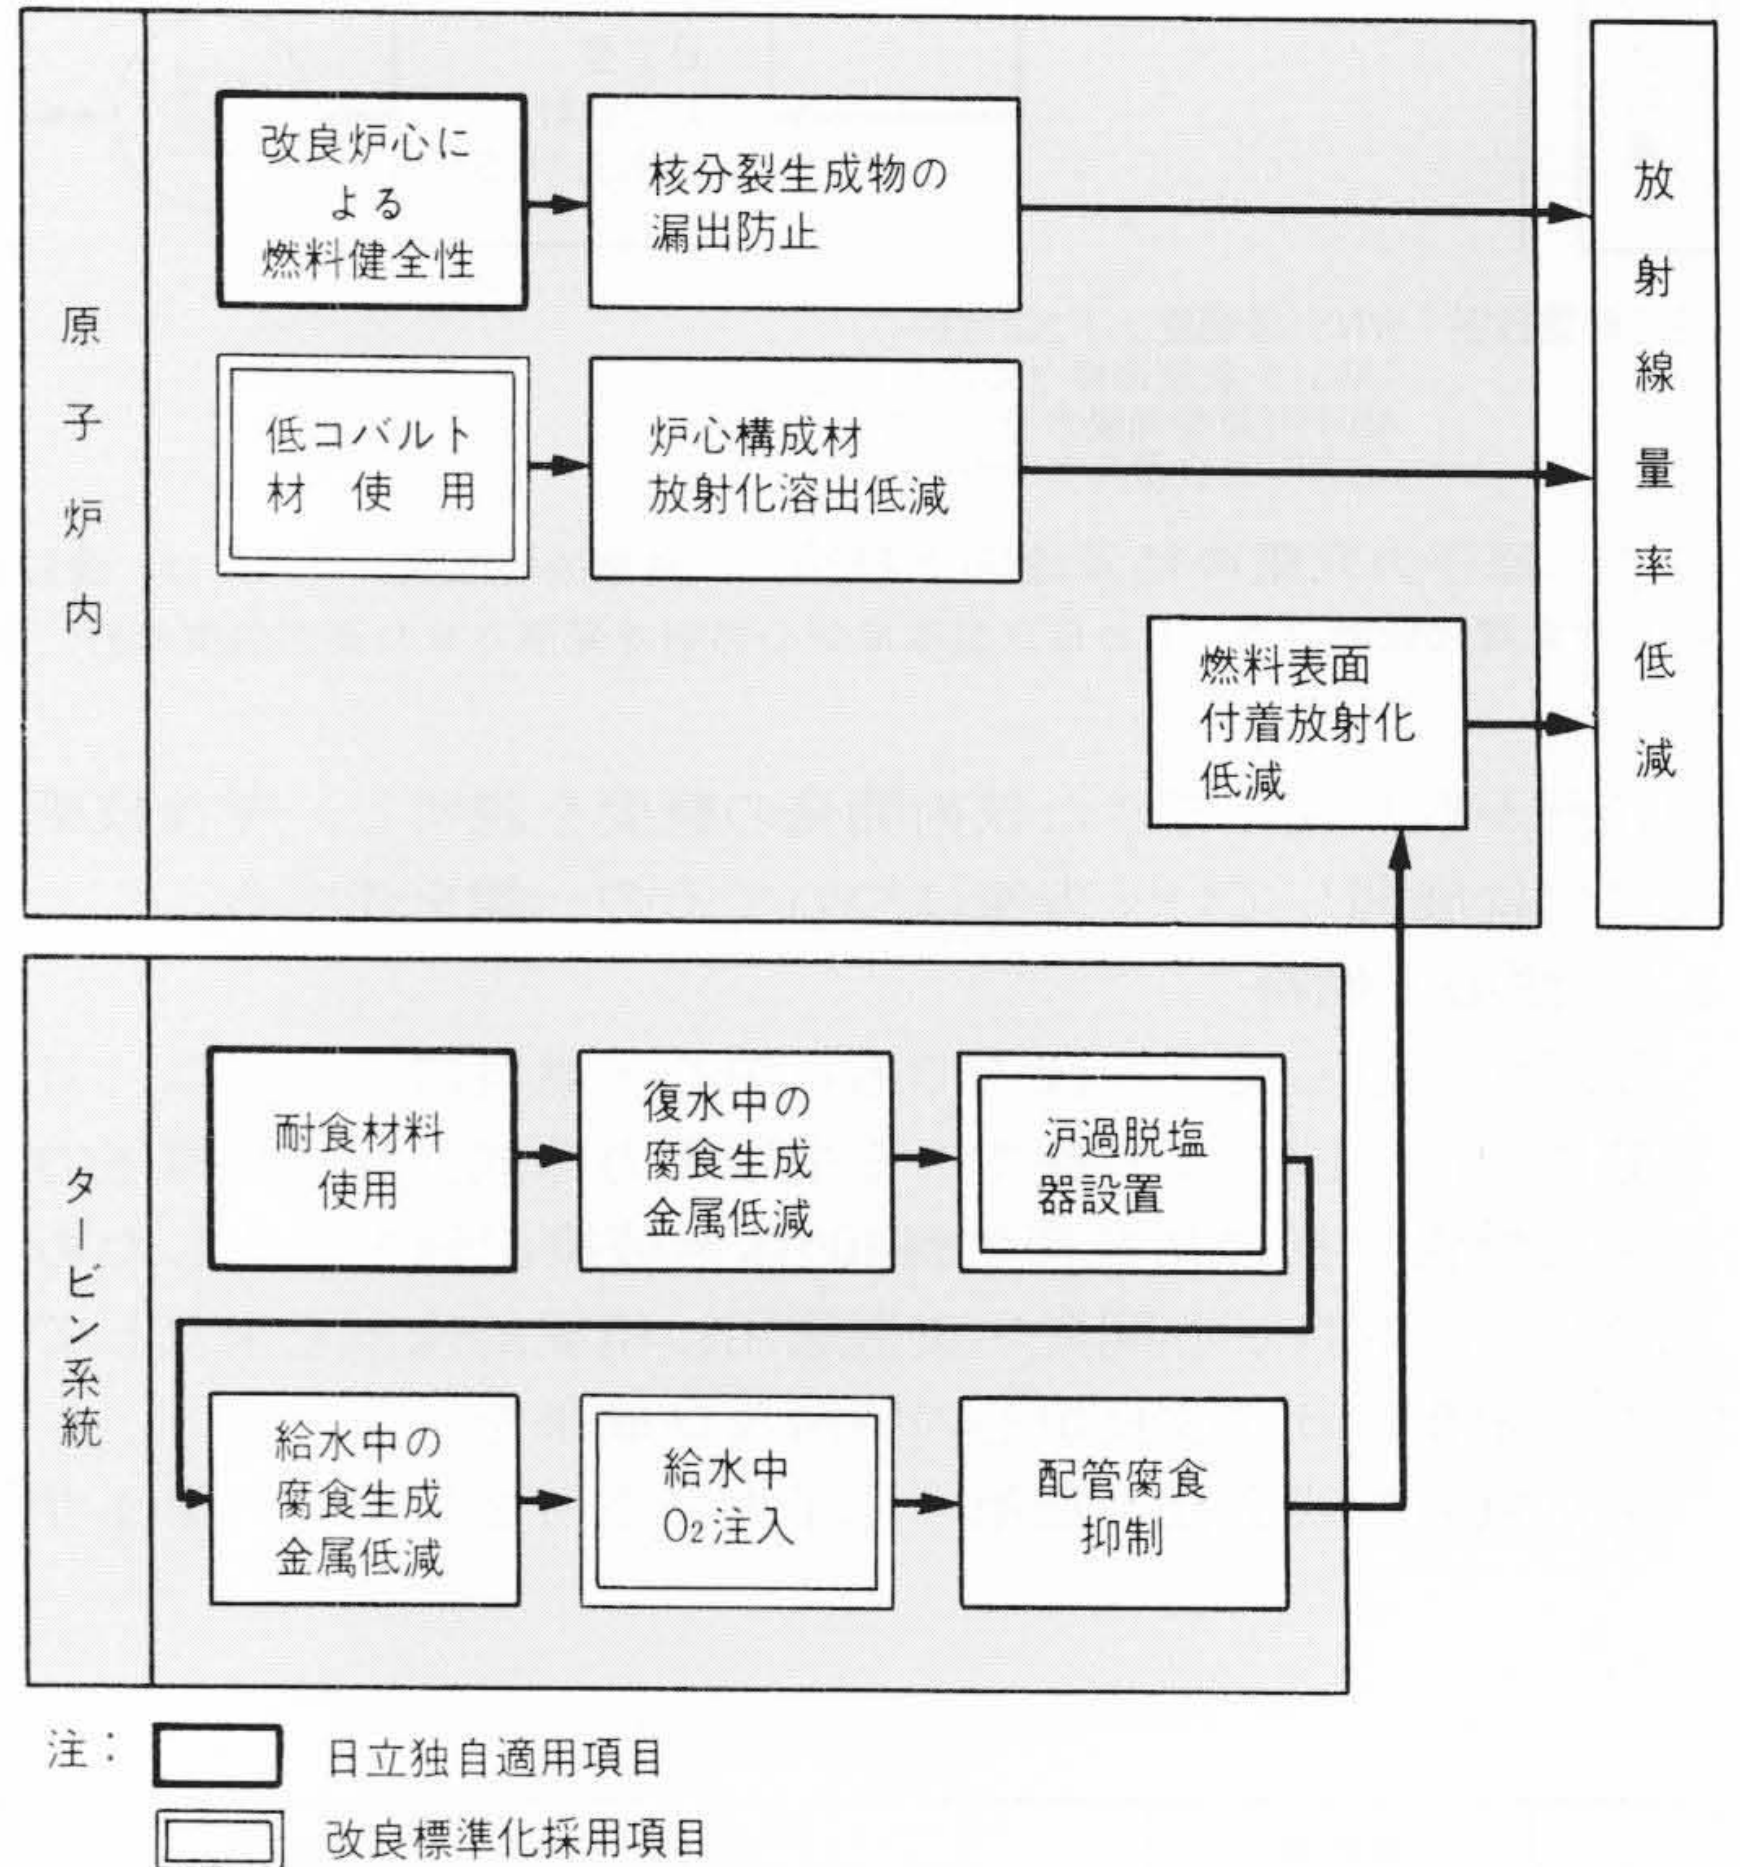 原子炉内
改良炉心に
よる
燃料健全性
核分裂生成物の
漏出防止
低コバルト
材使用
炉心構成材
放射化溶出低減
燃料表面
付着放射化
低減
放射線量率低減
タービン系統
耐食材料
使用
復水中の
腐食生成
金属低減
沪過脱塩
器設置
給水中の
腐食生成
金属低減
給水中
O₂注入
配管腐食
抑制
注：
日立独自適用項目
改良標準化採用項目